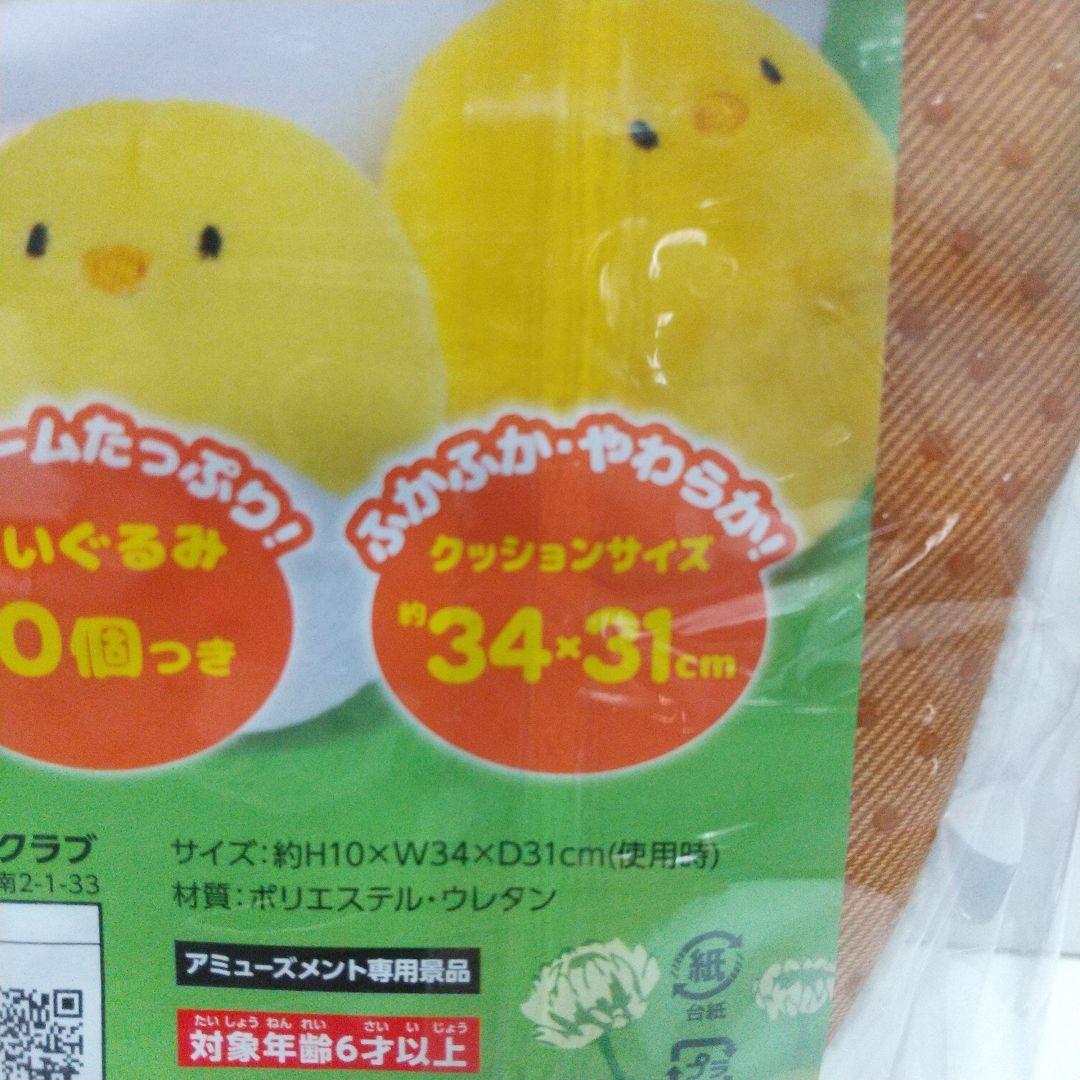 ームたっぷり!
いぐるみ
0個つき
ふかふか・やわらか!!
クッションサイズ
約34×31cm
クラブ
南2-1-33
サイズ:約H10×W34×D31cm(使用時)
材質:ポリエステル・ウレタン
アミューズメント専用景品
たいしょうねんれい さいいじょう
対象年齢6才以上
紙
台紙
プラ